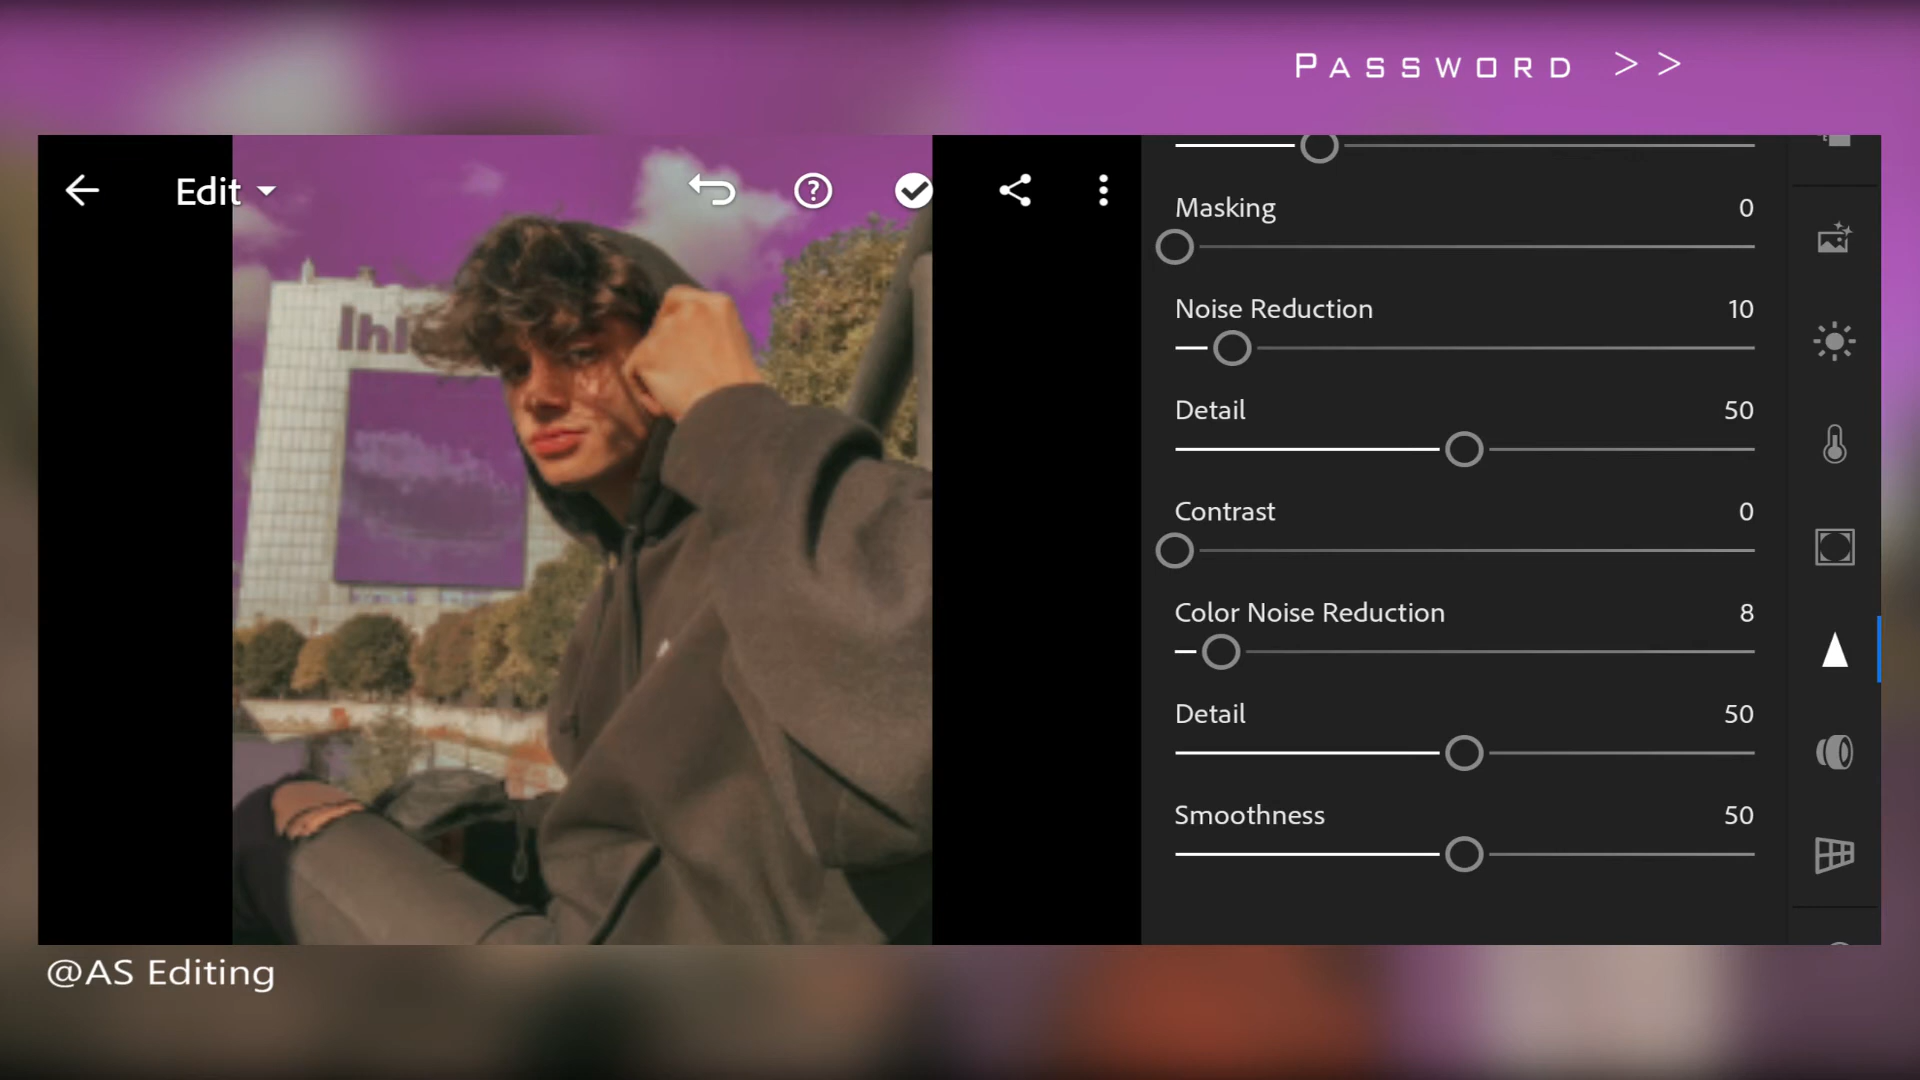 PASSWORD >>
Edit
Masking 0
Noise Reduction 10
Detail 50
Contrast 0
Color Noise Reduction 8
Detail 50
Smoothness 50
@AS Editing